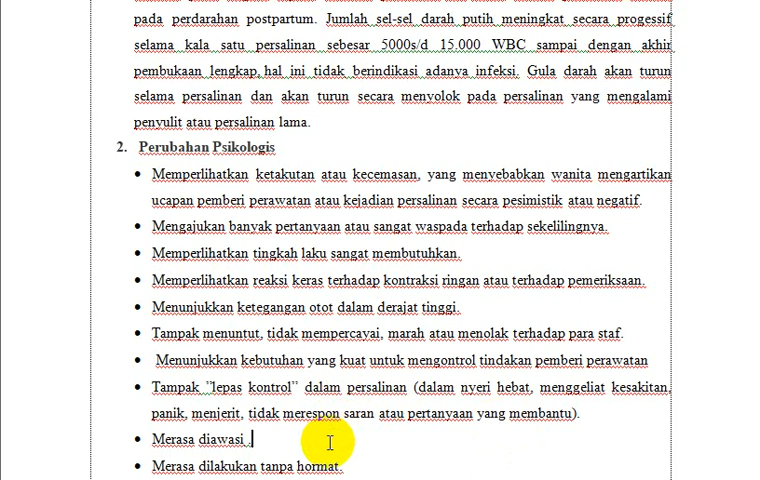 pada perdarahan postpartum. Jumlah sel-sel darah putih meningkat secara progessif
selama kala satu persalinan sebesar 5000s/d 15.000 WBC sampai dengan akhir
pembukaan lengkap, hal ini tidak berindikasi adanya infeksi. Gula darah akan turun
selama persalinan dan akan turun secara menyolok pada persalinan yang mengalami
penyulit atau persalinan lama.
2. Perubahan Psikologis
• Memperlihatkan ketakutan atau kecemasan, yang menyebabkan wanita mengartikan
ucapan pemberi perawatan atau kejadian persalinan secara pesimistik atau negatif.
• Mengajukan banyak pertanyaan atau sangat waspada terhadap sekelilingnya.
• Memperlihatkan tingkah laku sangat membutuhkan.
• Memperlihatkan reaksi keras terhadap kontraksi ringan atau terhadap pemeriksaan.
• Menunjukkan ketegangan otot dalam derajat tinggi.
• Tampak menuntut, tidak mempercayai, marah atau menolak terhadap para staf.
• Menunjukkan kebutuhan yang kuat untuk mengontrol tindakan pemberi perawatan
• Tampak ”lepas kontrol” dalam persalinan (dalam nyeri hebat, menggeliat kesakitan,
panik, menjerit, tidak merespon saran atau pertanyaan yang membantu).
• Merasa diawasi .
• Merasa dilakukan tanpa hormat.